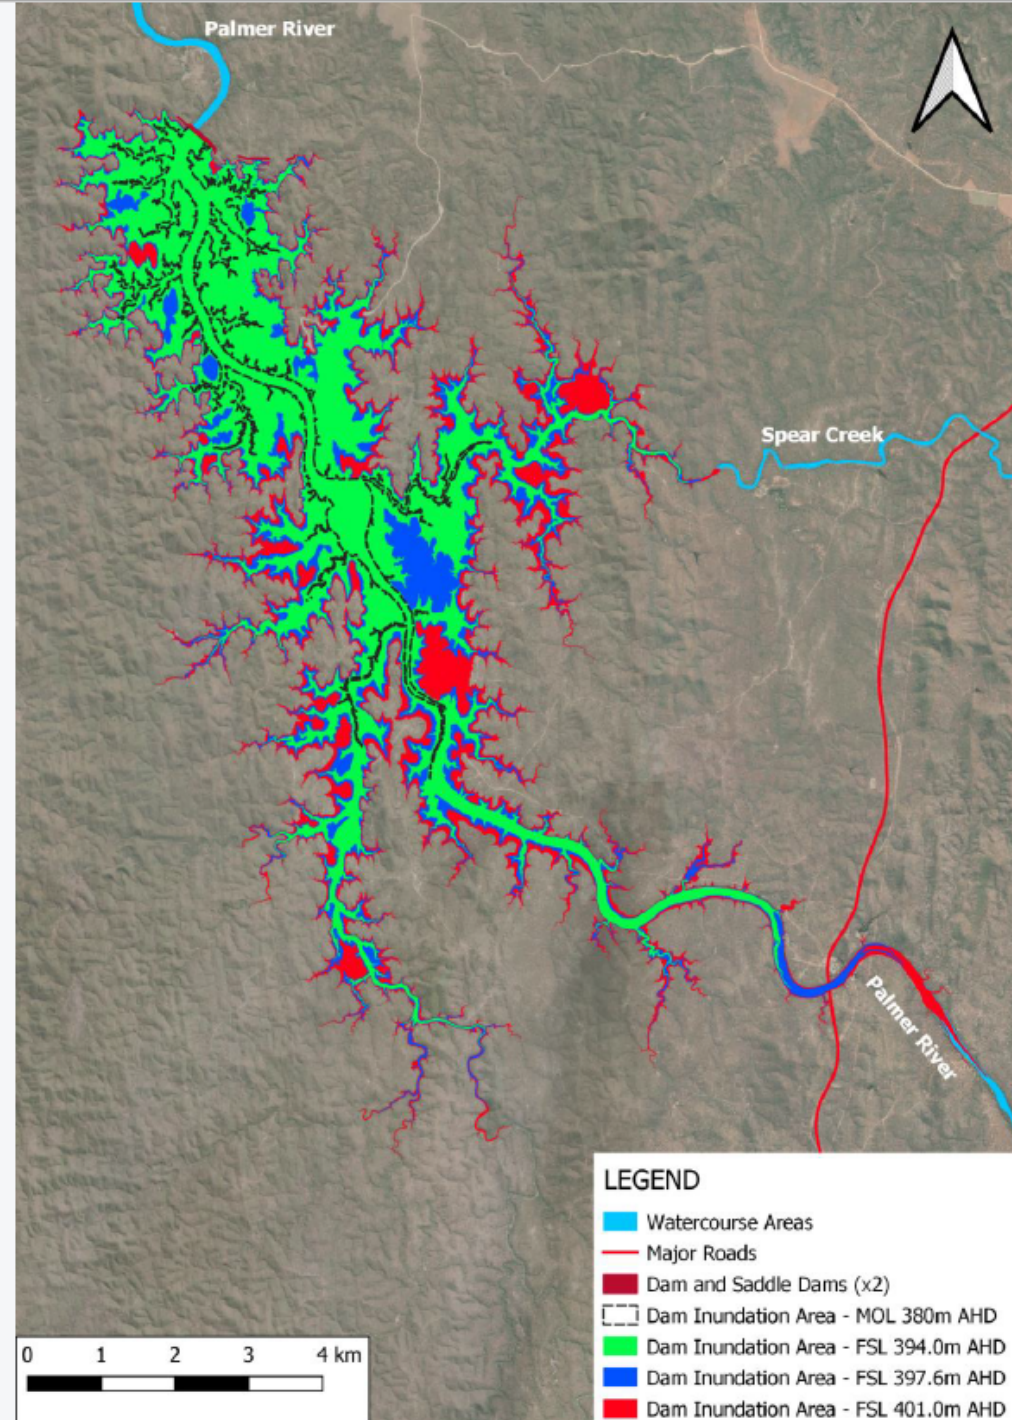 Palmer River
Spear Creek
Palmer River
LEGEND
Watercourse Areas
Major Roads
Dam and Saddle Dams (x2)
Dam Inundation Area - MOL 380m AHD
Dam Inundation Area - FSL 394.0m AHD
Dam Inundation Area - FSL 397.6m AHD
Dam Inundation Area - FSL 401.0m AHD
0 1 2 3 4 km